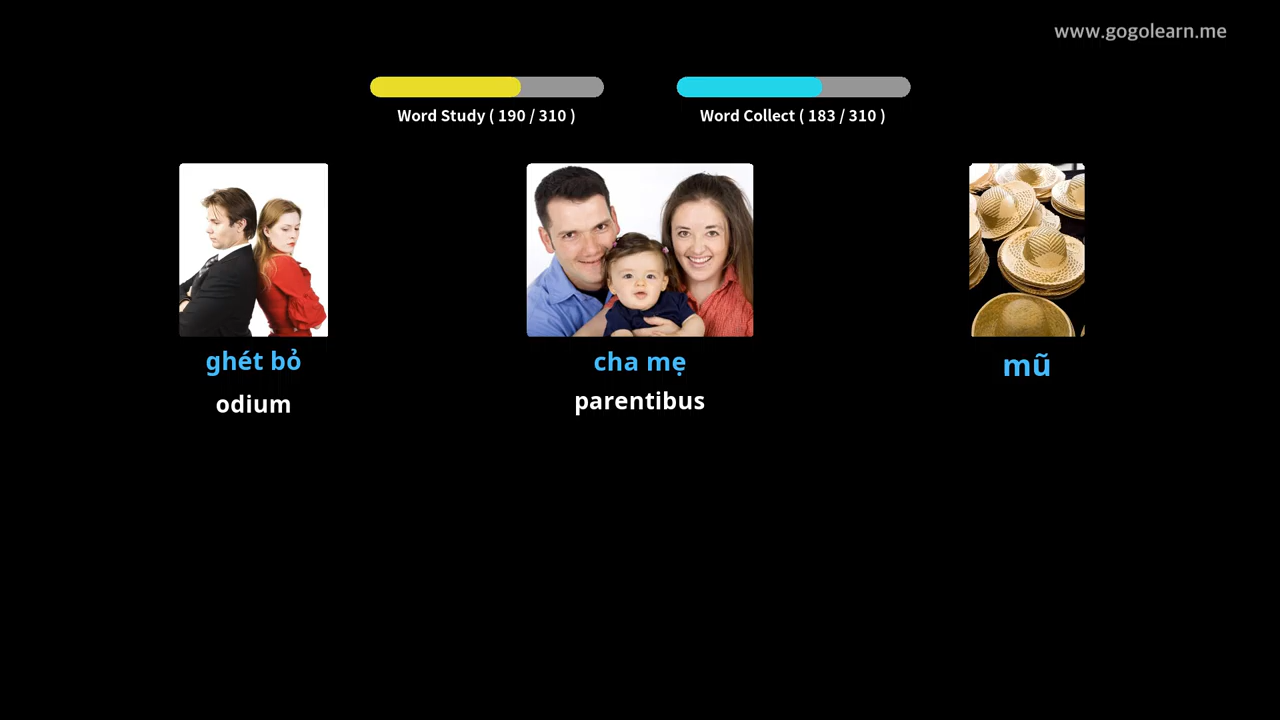 www.gogolearn.me
Word Study ( 190 / 310 )
Word Collect ( 183 / 310 )
ghét bỏ
cha mẹ
mũ
odium
parentibus